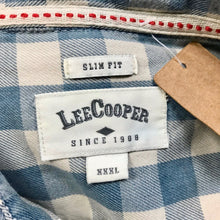 SLIM FIT
LEE COOPER
SINCE 1908
XXXL